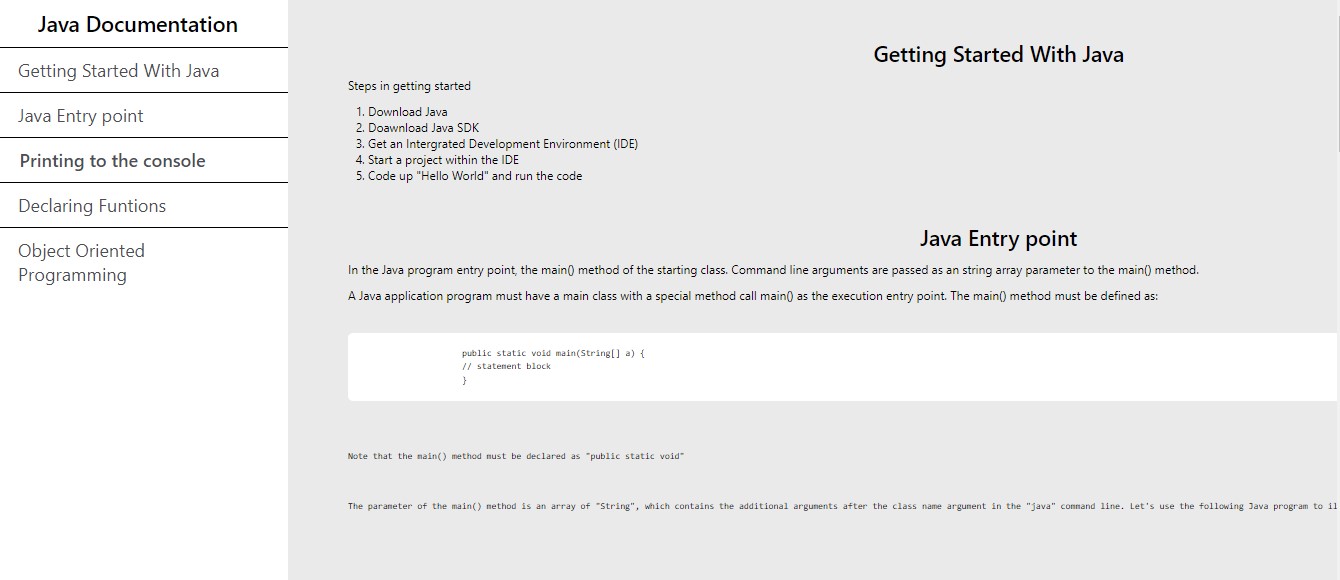 Java Documentation
Getting Started With Java
Java Entry point
Printing to the console
Declaring Funtions
Object Oriented
Programming
Getting Started With Java
Steps in getting started
1. Download Java
2. Doawnload Java SDK
3. Get an Intergrated Development Environment (IDE)
4. Start a project within the IDE
5. Code up "Hello World" and run the code
Java Entry point
In the Java program entry point, the main() method of the starting class. Command line arguments are passed as an string array parameter to the main() method.
A Java application program must have a main class with a special method call main() as the execution entry point. The main() method must be defined as:
public static void main(String[] a) {
// statement block
}
Note that the main() method must be declared as "public static void"
The parameter of the main() method is an array of "String", which contains the additional arguments after the class name argument in the "java" command line. Let's use the following Java program to il